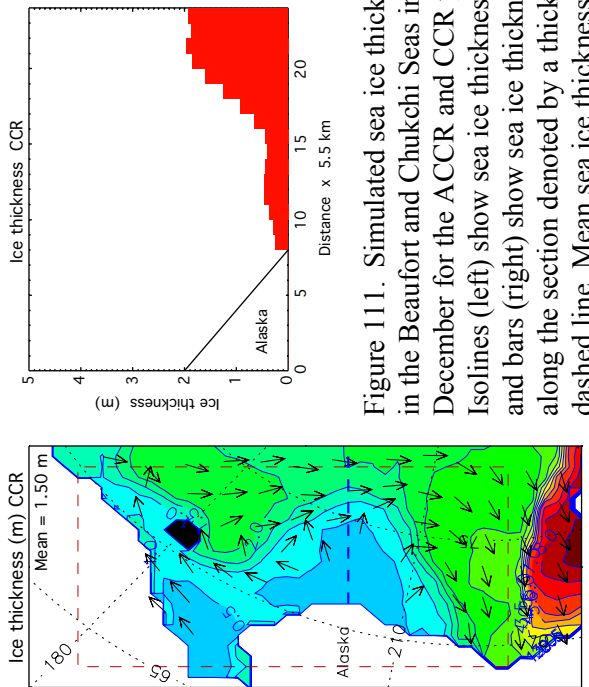 Ice thickness (m) CCR
Mean = 1.50 m
180
65
Alaska
210
Ice thickness CCR
Ice thickness (m)
5
4
3
2
1
0
Alaska
0
5
10
15
20
Distance x 5.5 km
Figure 111. Simulated sea ice thick
in the Beaufort and Chukchi Seas in
December for the ACCR and CCR
Isolines (left) show sea ice thickness
and bars (right) show sea ice thickn
along the section denoted by a thick
dashed line. Mean sea ice thickness